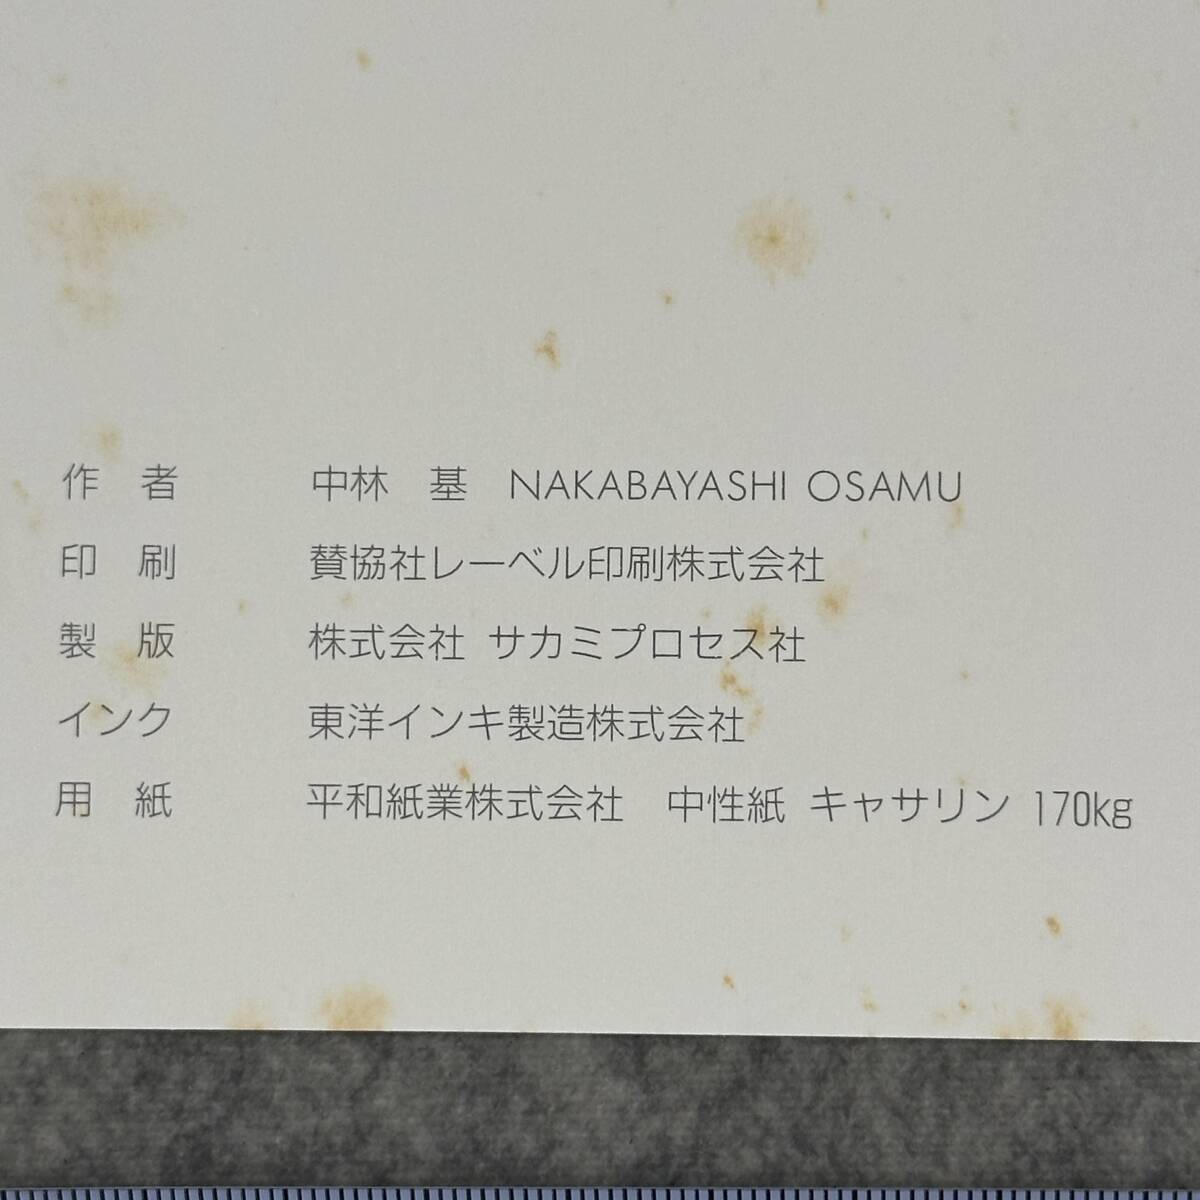 作　者　中林　基　NAKABAYASHI OSAMU
印　刷　賛協社レーベル印刷株式会社
製　版　株式会社 サカミプロセス社
インク　東洋インキ製造株式会社
用　紙　平和紙業株式会社　中性紙 キャサリン 170kg